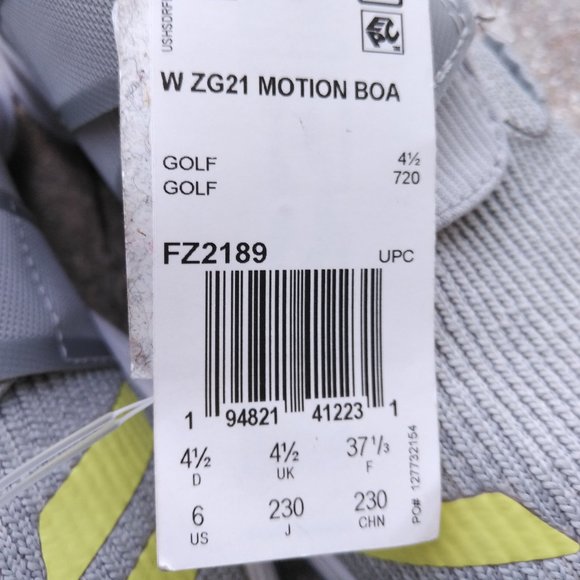 W ZG21 MOTION BOA
GOLF 4½
GOLF 720
FZ2189 UPC
1 94821 41223 1
4½ 4½ 37⅓
D UK F
6 230 230
US J CHN
PO# 127732154
USHSDRF